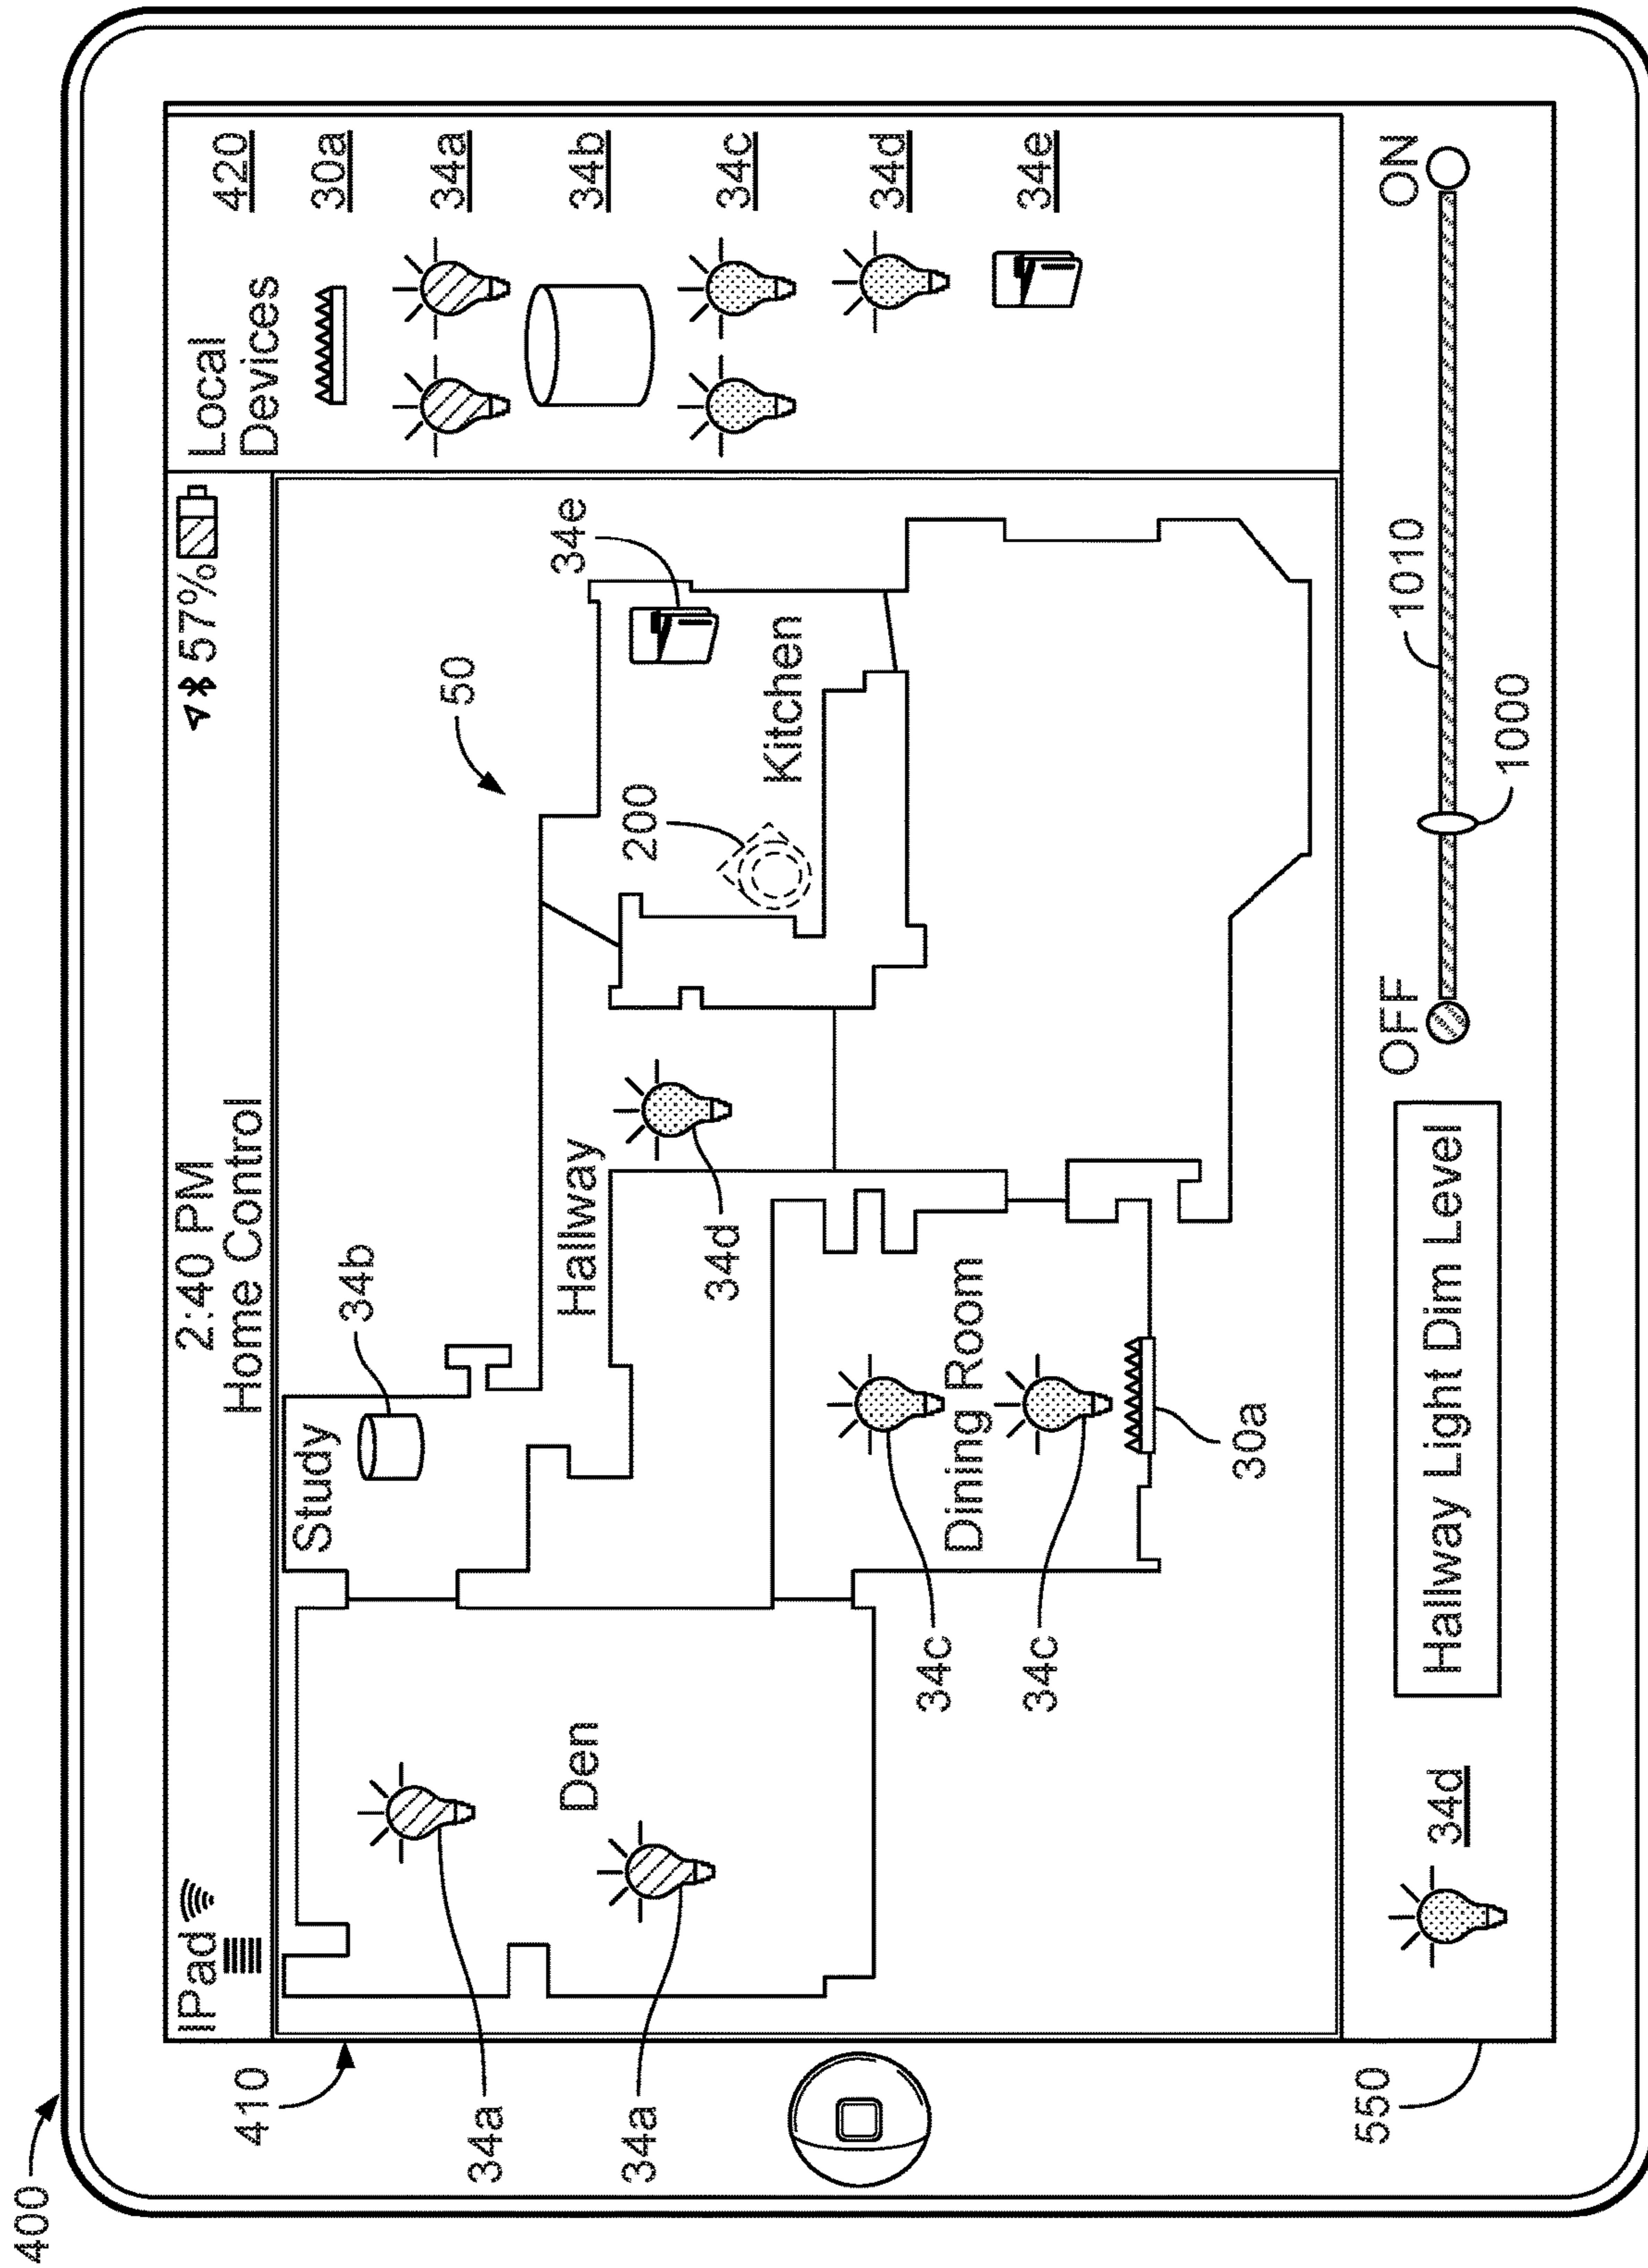 400
410
IPad
2:40 PM
57%
Home Control
Local
Devices
420
30a
34a
34b
34c
34d
34e
Study
34b
50
34e
Hallway
200
Kitchen
34d
Den
Dining Room
34a
34a
34c
34c
30a
550
34d
Hallway Light Dim Level
OFF
ON
1010
1000